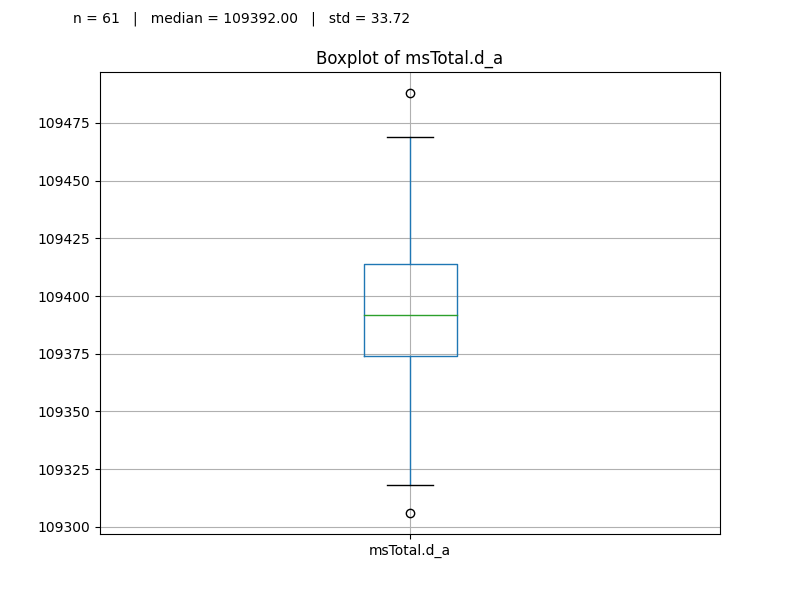 n = 61 | median = 109392.00 | std = 33.72
Boxplot of msTotal.d_a
109475
109450
109425
109400
109375
109350
109325
109300
msTotal.d_a